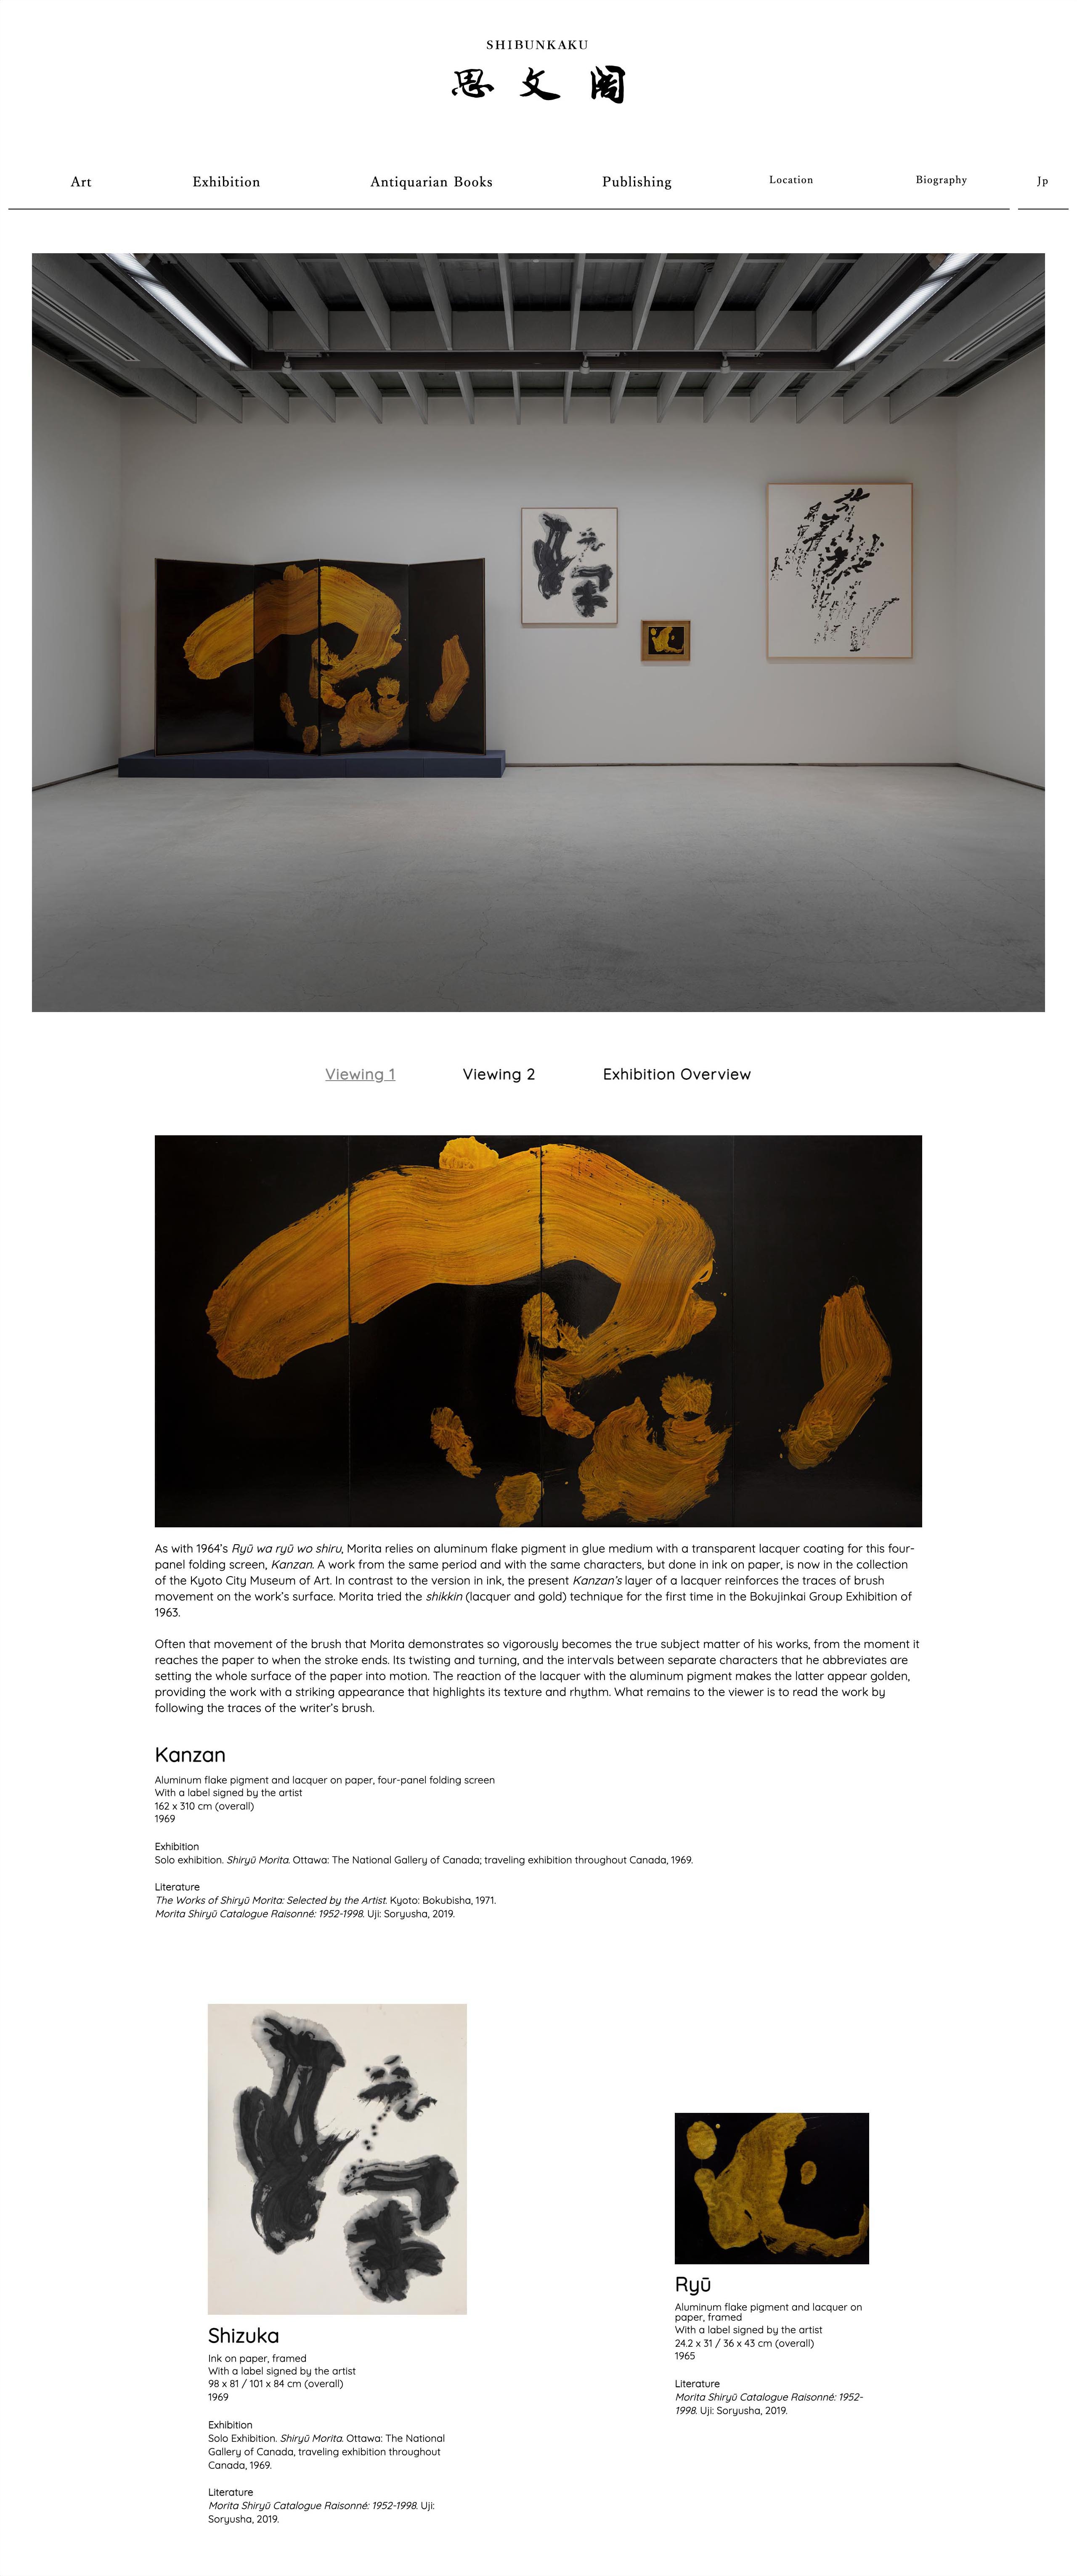 SHIBUNKAKU
思文閣
Art
Exhibition
Antiquarian Books
Publishing
Location
Biography
Jp
Viewing 1
Viewing 2
Exhibition Overview
As with 1964's Ryū wa ryū wo shiru, Morita relies on aluminum flake pigment in glue medium with a transparent lacquer coating for this four-
panel folding screen, Kanzan. A work from the same period and with the same characters, but done in ink on paper, is now in the collection
of the Kyoto City Museum of Art. In contrast to the version in ink, the present Kanzan's layer of a lacquer reinforces the traces of brush
movement on the work's surface. Morita tried the shikkin (lacquer and gold) technique for the first time in the Bokujinkai Group Exhibition of
1963.
Often that movement of the brush that Morita demonstrates so vigorously becomes the true subject matter of his works, from the moment it
reaches the paper to when the stroke ends. Its twisting and turning, and the intervals between separate characters that he abbreviates are
setting the whole surface of the paper into motion. The reaction of the lacquer with the aluminum pigment makes the latter appear golden,
providing the work with a striking appearance that highlights its texture and rhythm. What remains to the viewer is to read the work by
following the traces of the writer's brush.
Kanzan
Aluminum flake pigment and lacquer on paper, four-panel folding screen
With a label signed by the artist
162 x 310 cm (overall)
1969
Exhibition
Solo exhibition. Shiryū Morita. Ottawa: The National Gallery of Canada; traveling exhibition throughout Canada, 1969.
Literature
The Works of Shiryū Morita: Selected by the Artist. Kyoto: Bokubisha, 1971.
Morita Shiryū Catalogue Raisonné: 1952-1998. Uji: Soryusha, 2019.
Shizuka
Ink on paper, framed
With a label signed by the artist
98 x 81 / 101 x 84 cm (overall)
1969
Exhibition
Solo Exhibition. Shiryū Morita. Ottawa: The National
Gallery of Canada, traveling exhibition throughout
Canada, 1969.
Literature
Morita Shiryū Catalogue Raisonné: 1952-1998. Uji:
Soryusha, 2019.
Ryū
Aluminum flake pigment and lacquer on
paper, framed
With a label signed by the artist
24.2 x 31 / 36 x 43 cm (overall)
1965
Literature
Morita Shiryū Catalogue Raisonné: 1952-
1998. Uji: Soryusha, 2019.